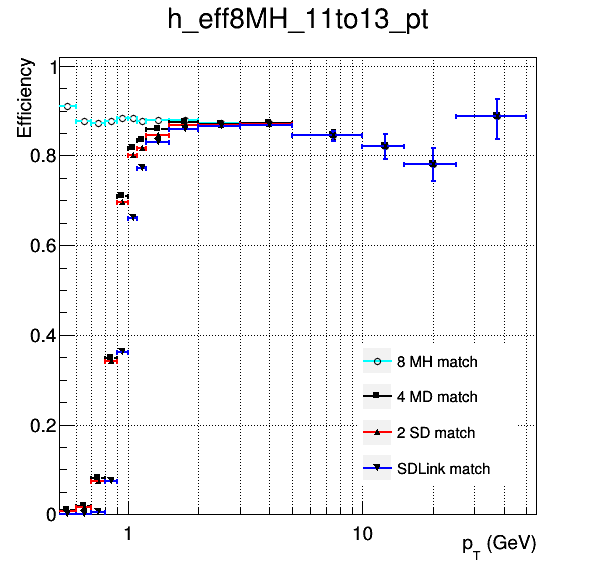 h_eff8MH_11to13_pt
Efficiency
1
0.8
0.6
0.4
0.2
0
8 MH match
4 MD match
2 SD match
SDLink match
1
10
p_T (GeV)